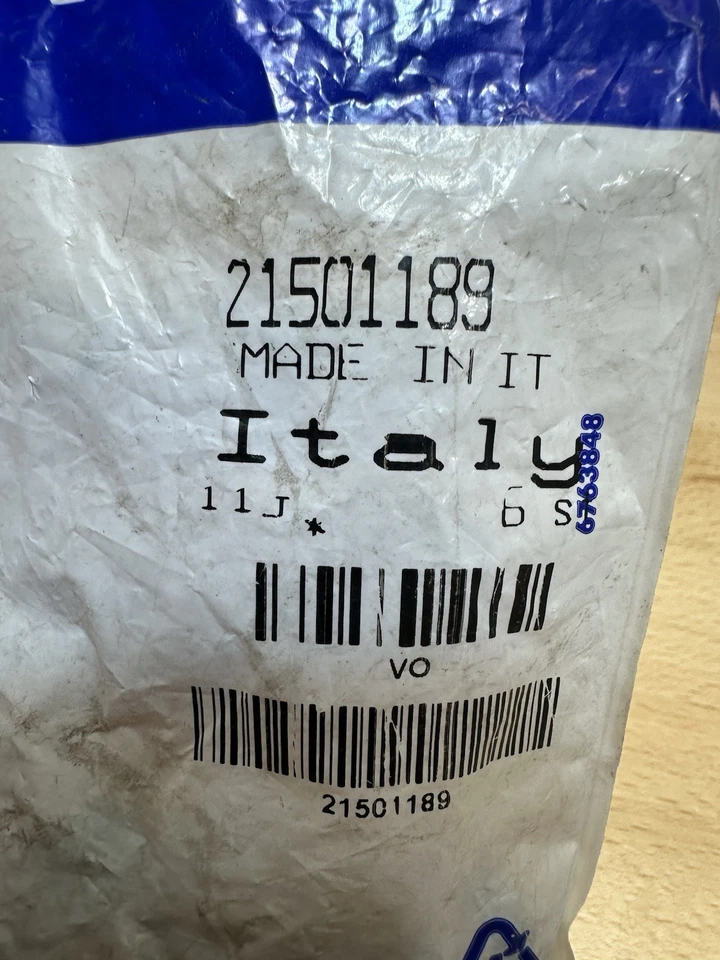 21501189
MADE IN IT
Italy
6763848
11J* 6 S
VO
21501189